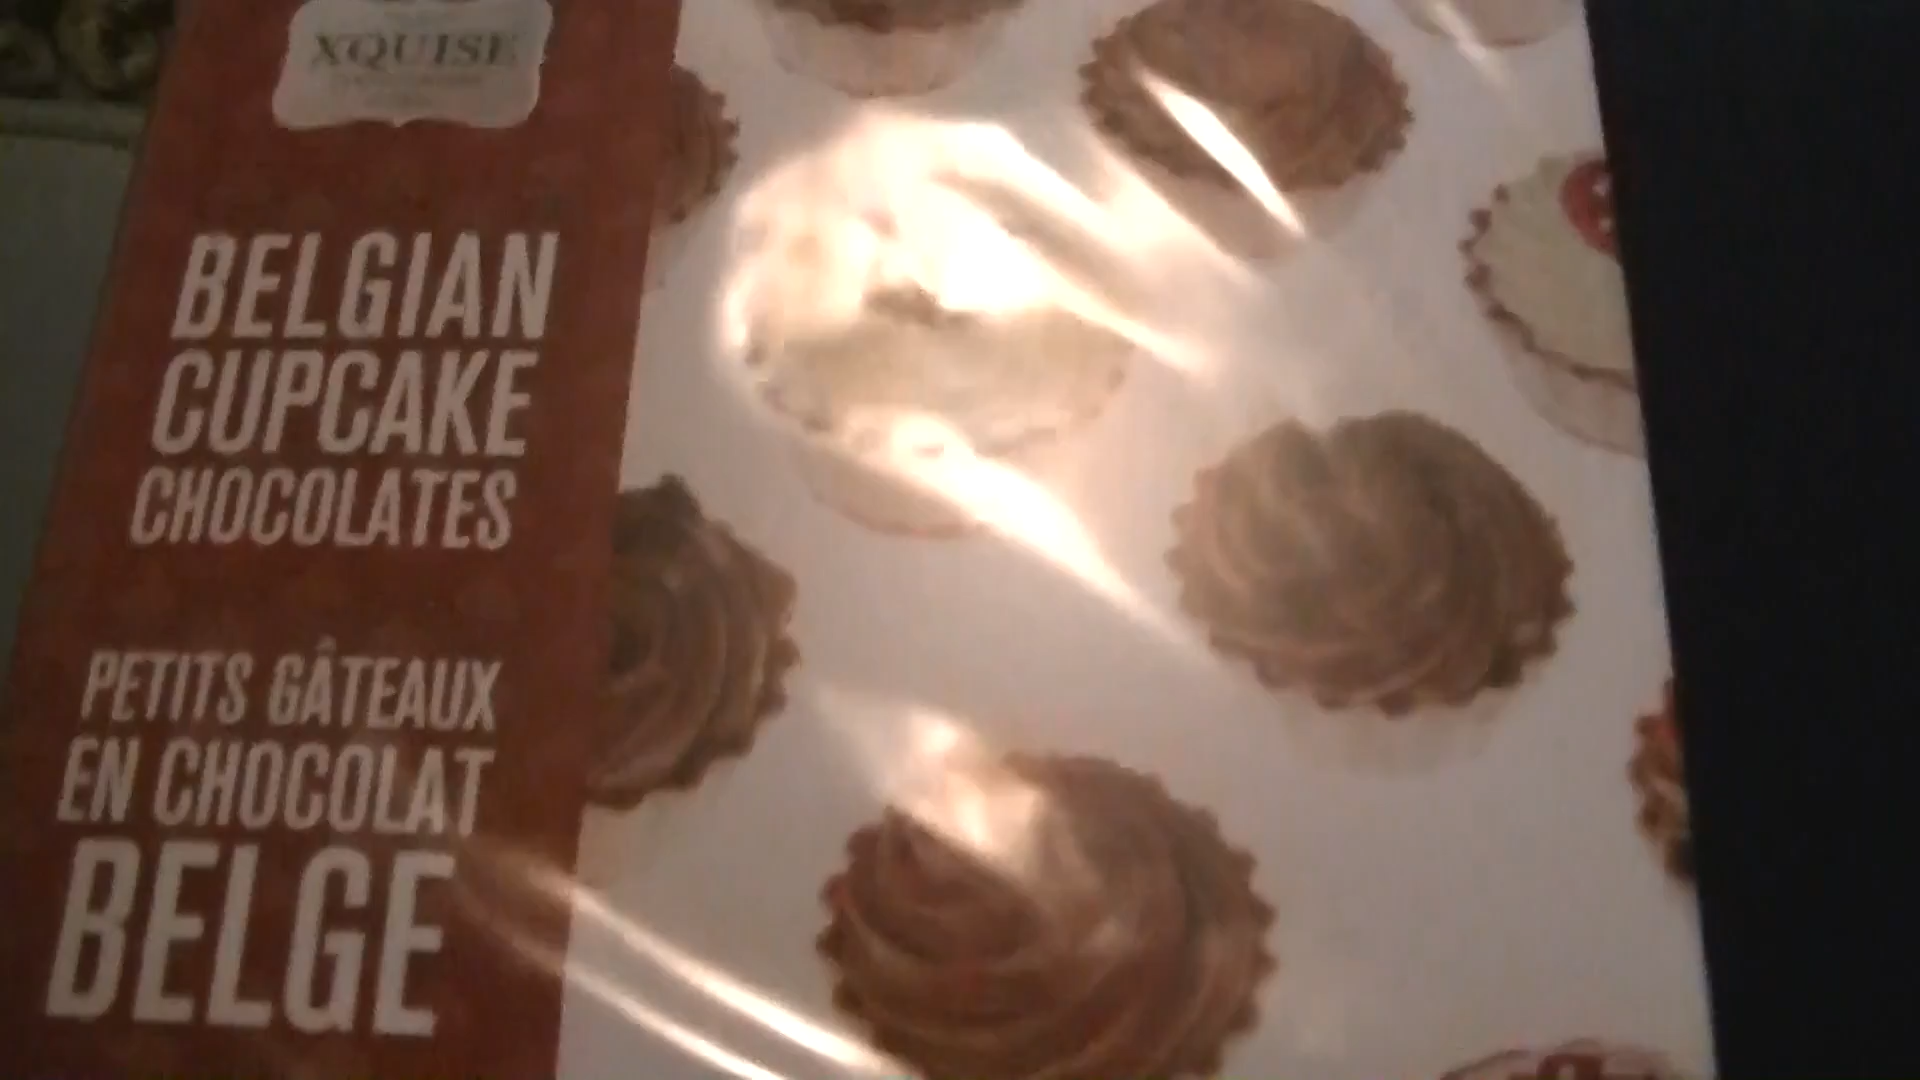 XQUISE
BELGIAN
CUPCAKE
CHOCOLATES
PETITS GÂTEAUX
EN CHOCOLAT
BELGE